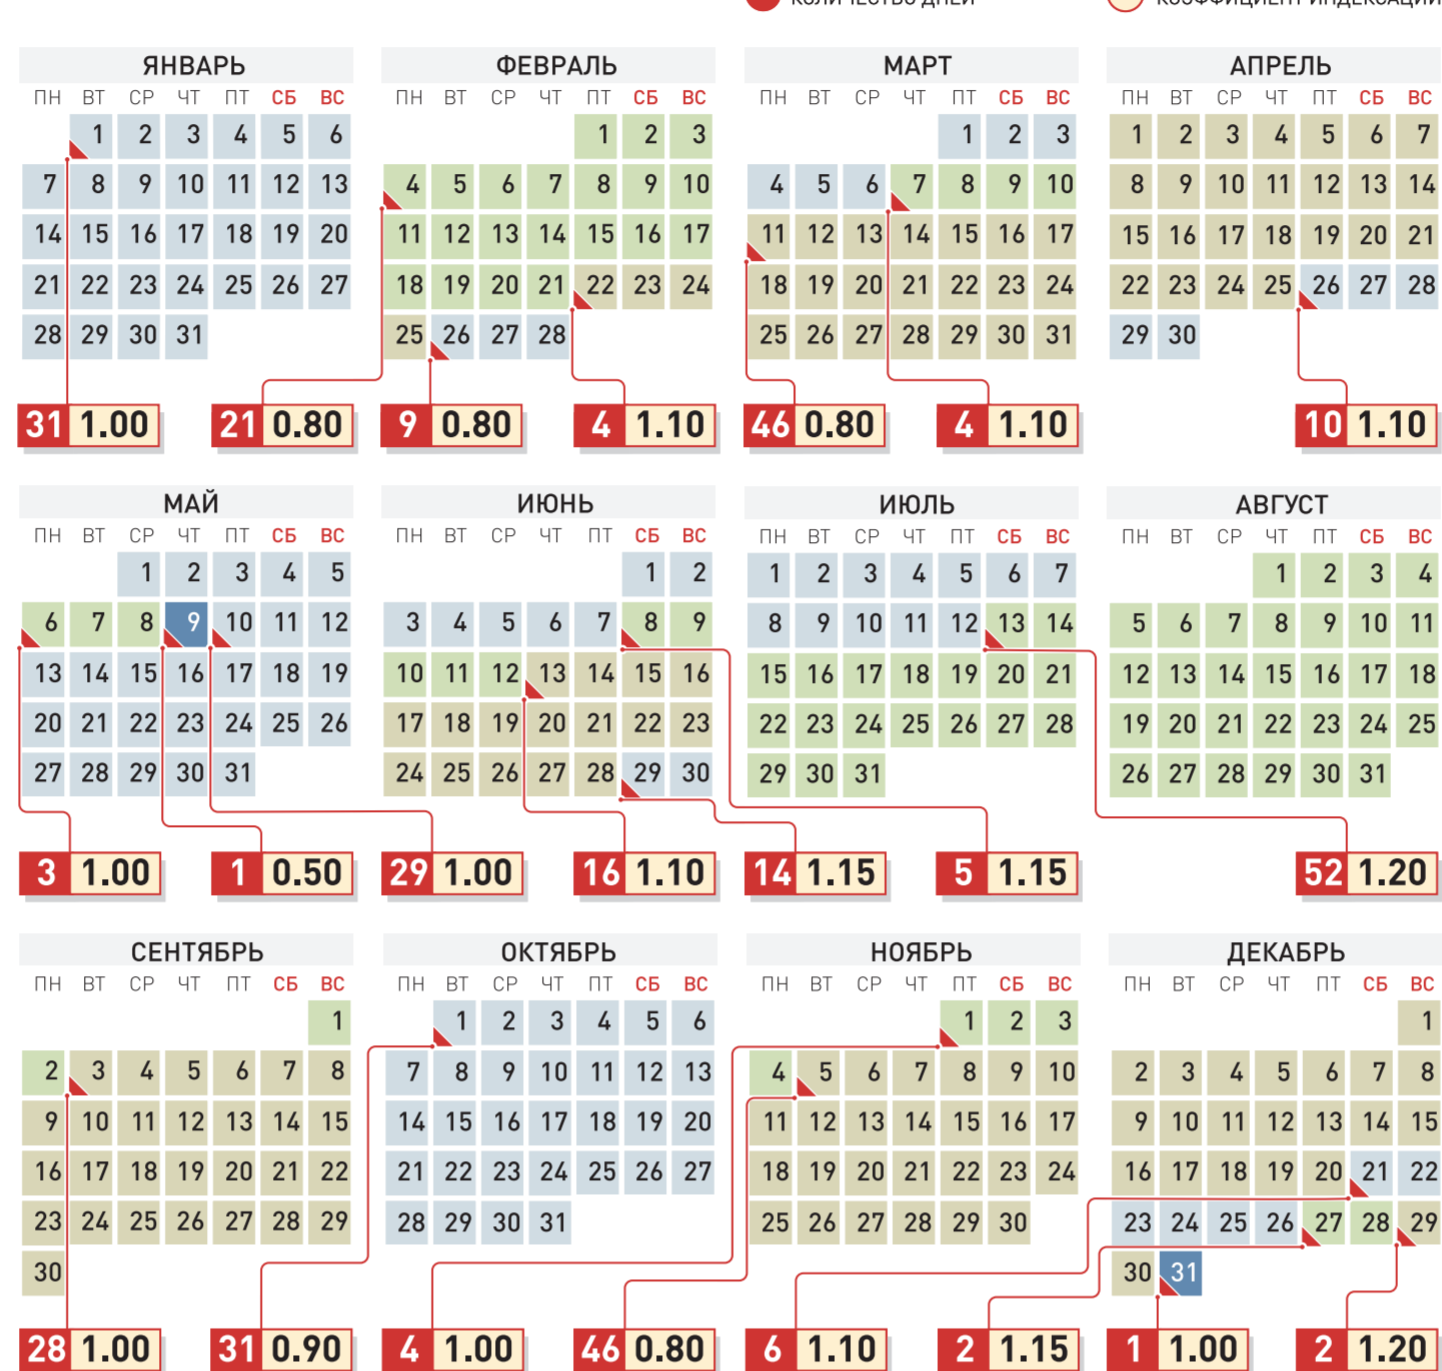 КОЛИЧЕСТВО ДНЕЙ КОЭФФИЦИЕНТ ИНДЕКСАЦИИ
ЯНВАРЬ ФЕВРАЛЬ МАРТ АПРЕЛЬ
ПН ВТ СР ЧТ ПТ СБ ВС ПН ВТ СР ЧТ ПТ СБ ВС ПН ВТ СР ЧТ ПТ СБ ВС ПН ВТ СР ЧТ ПТ СБ ВС
1 2 3 4 5 6 1 2 3 1 2 3 1 2 3 4 5 6 7
7 8 9 10 11 12 13 4 5 6 7 8 9 10 4 5 6 7 8 9 10 8 9 10 11 12 13 14
14 15 16 17 18 19 20 11 12 13 14 15 16 17 11 12 13 14 15 16 17 15 16 17 18 19 20 21
21 22 23 24 25 26 27 18 19 20 21 22 23 24 18 19 20 21 22 23 24 22 23 24 25 26 27 28
28 29 30 31 25 26 27 28 25 26 27 28 29 30 31 29 30
31 1.00 21 0.80 9 0.80 4 1.10 46 0.80 4 1.10 10 1.10
МАЙ ИЮНЬ ИЮЛЬ АВГУСТ
ПН ВТ СР ЧТ ПТ СБ ВС ПН ВТ СР ЧТ ПТ СБ ВС ПН ВТ СР ЧТ ПТ СБ ВС ПН ВТ СР ЧТ ПТ СБ ВС
1 2 3 4 5 1 2 1 2 3 4 5 6 7 1 2 3 4
6 7 8 9 10 11 12 3 4 5 6 7 8 9 8 9 10 11 12 13 14 5 6 7 8 9 10 11
13 14 15 16 17 18 19 10 11 12 13 14 15 16 15 16 17 18 19 20 21 12 13 14 15 16 17 18
20 21 22 23 24 25 26 17 18 19 20 21 22 23 22 23 24 25 26 27 28 19 20 21 22 23 24 25
27 28 29 30 31 24 25 26 27 28 29 30 29 30 31 26 27 28 29 30 31
3 1.00 1 0.50 29 1.00 16 1.10 14 1.15 5 1.15 52 1.20
СЕНТЯБРЬ ОКТЯБРЬ НОЯБРЬ ДЕКАБРЬ
ПН ВТ СР ЧТ ПТ СБ ВС ПН ВТ СР ЧТ ПТ СБ ВС ПН ВТ СР ЧТ ПТ СБ ВС ПН ВТ СР ЧТ ПТ СБ ВС
1 1 2 3 4 5 6 1 2 3 1
2 3 4 5 6 7 8 7 8 9 10 11 12 13 4 5 6 7 8 9 10 2 3 4 5 6 7 8
9 10 11 12 13 14 15 14 15 16 17 18 19 20 11 12 13 14 15 16 17 9 10 11 12 13 14 15
16 17 18 19 20 21 22 21 22 23 24 25 26 27 18 19 20 21 22 23 24 16 17 18 19 20 21 22
23 24 25 26 27 28 29 28 29 30 31 25 26 27 28 29 30 23 24 25 26 27 28 29
30 30 31
28 1.00 31 0.90 4 1.00 46 0.80 6 1.10 2 1.15 1 1.00 2 1.20